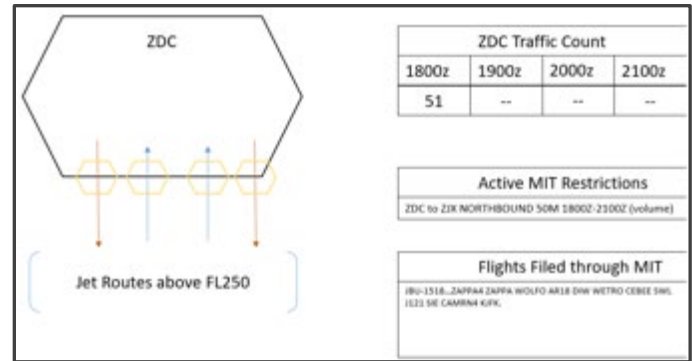 ZDC
Jet Routes above FL250
ZDC Traffic Count
1800z 1900z 2000z 2100z
51 -- -- --
Active MIT Restrictions
ZDC to ZJX NORTHBOUND 50M 1800Z-2100Z (volume)
Flights Filed through MIT
JBU-1518...ZAPPA4 ZAPPA WOLFO AR18 DIW WETRO CEBEE SWL
J121 SIE CAMRN4 KJFK.